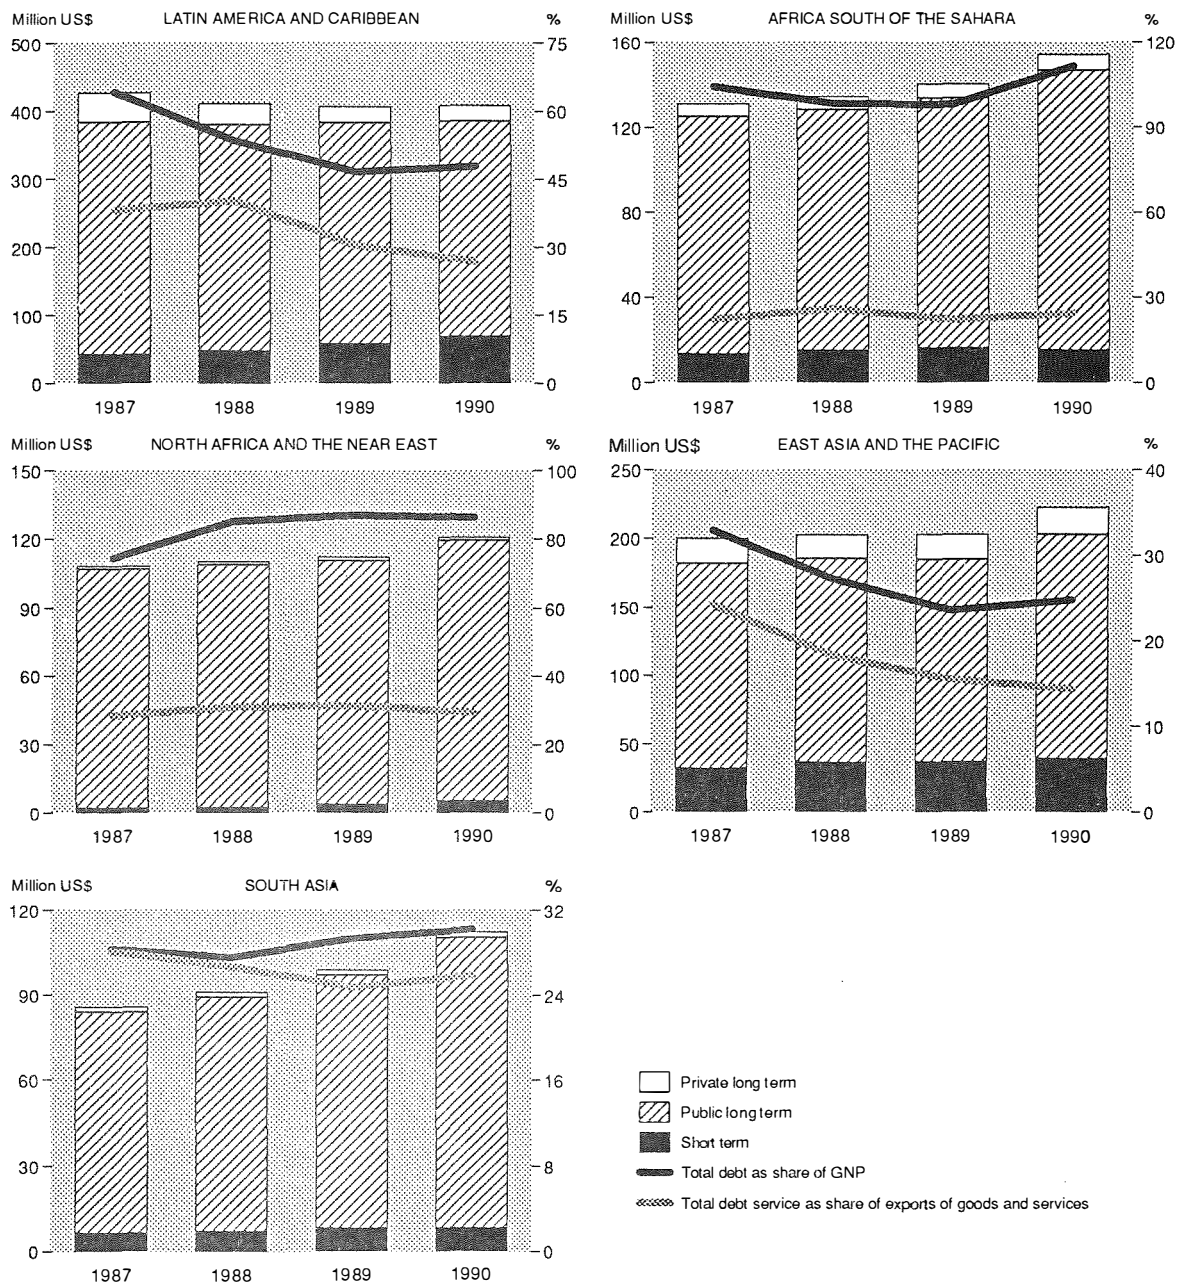 Million US$ LATIN AMERICA AND CARIBBEAN %
500 75
400 60
300 45
200 30
100 15
0 0
1987 1988 1989 1990
Million US$ AFRICA SOUTH OF THE SAHARA %
160 120
120 90
80 60
40 30
0 0
1987 1988 1989 1990
Million US$ NORTH AFRICA AND THE NEAR EAST %
150 100
120 80
90 60
60 40
30 20
0 0
1987 1988 1989 1990
Million US$ EAST ASIA AND THE PACIFIC %
250 40
200 30
150
100 20
50 10
0 0
1987 1988 1989 1990
Million US$ SOUTH ASIA %
120 32
90 24
60 16
30 8
0 0
1987 1988 1989 1990
Private long term
Public long term
Short term
Total debt as share of GNP
Total debt service as share of exports of goods and services